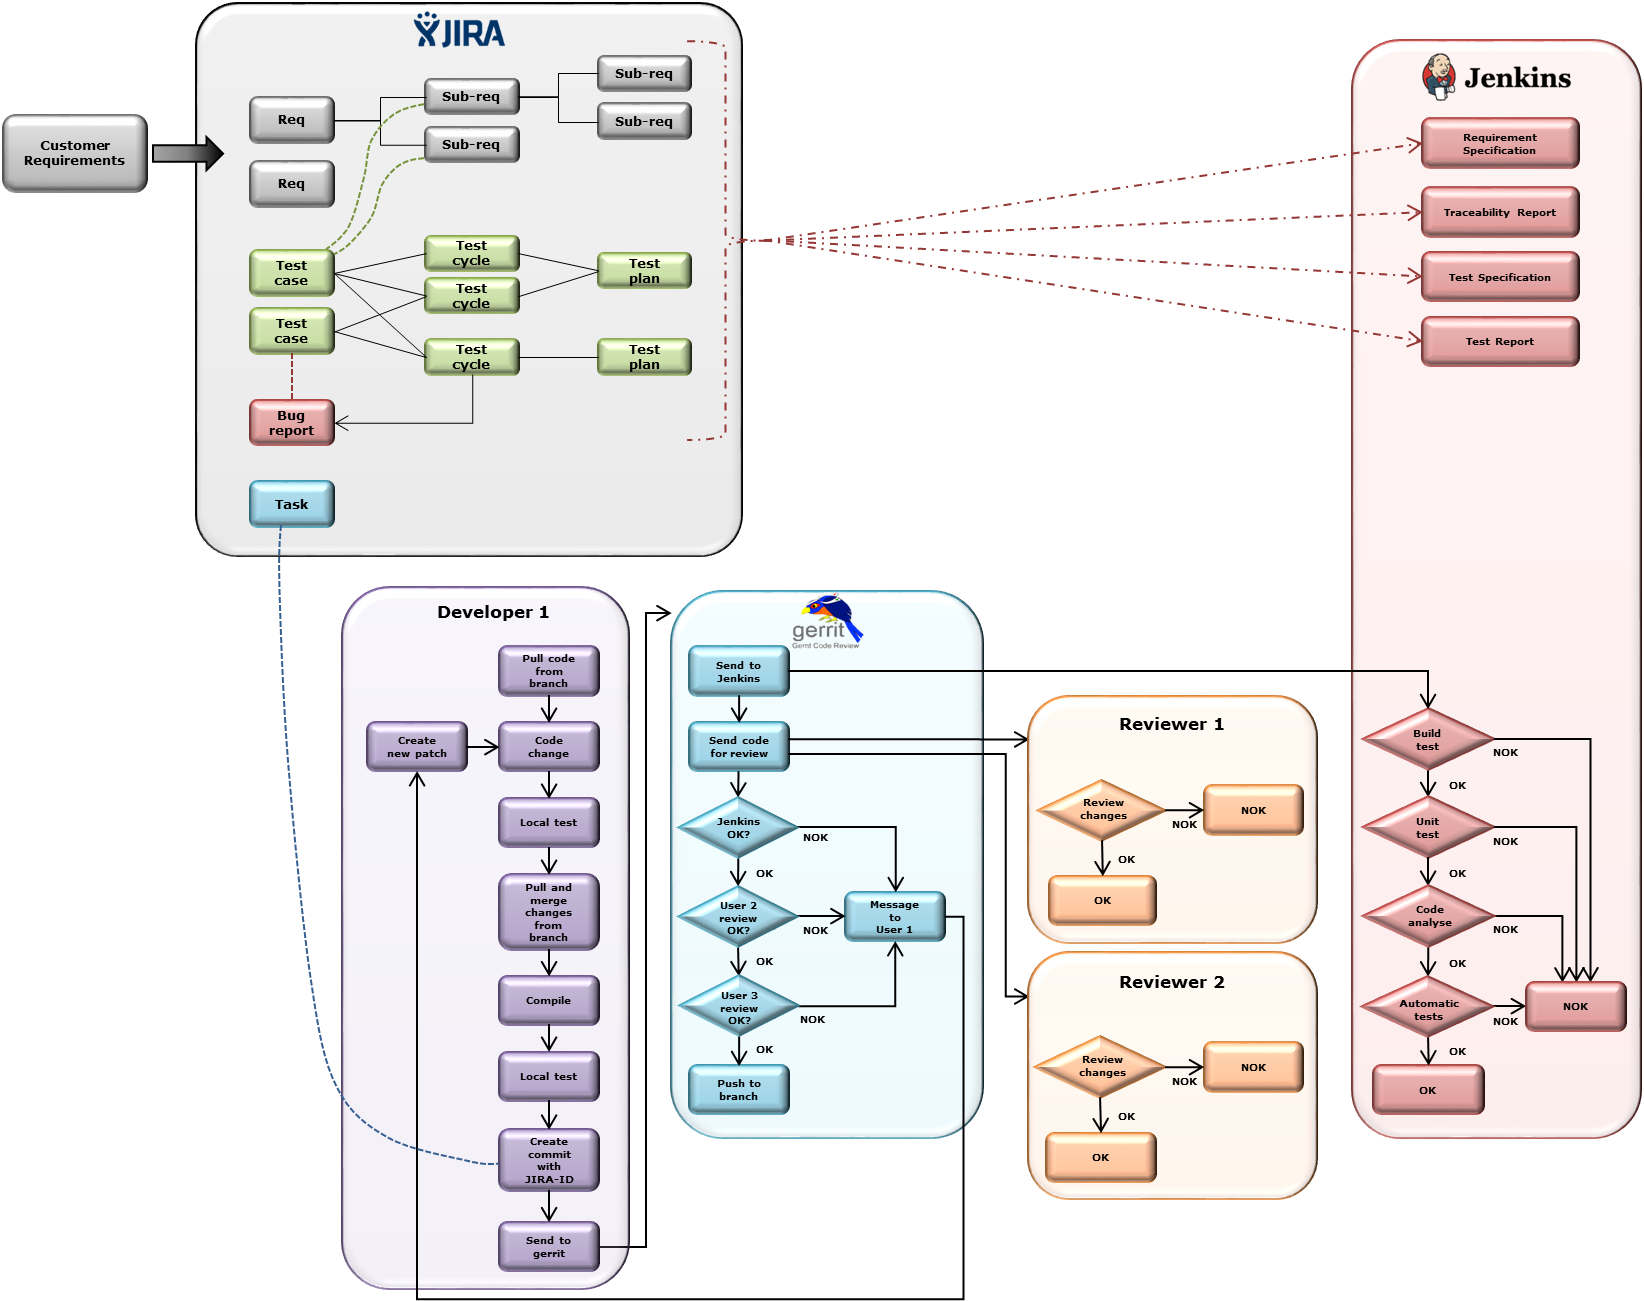 Customer
Requirements
JIRA
Req
Req
Sub-req
Sub-req
Sub-req
Sub-req
Test
case
Test
case
Test
cycle
Test
cycle
Test
cycle
Test
plan
Test
plan
Bug
report
Task
Jenkins
Requirement
Specification
Traceability Report
Test Specification
Test Report
Developer 1
Pull code
from
branch
Create
new patch
Code
change
Local test
Pull and
merge
changes
from
branch
Compile
Local test
Create
commit
with
JIRA-ID
Send to
gerrit
gerrit
Gerrit Code Review
Send to
Jenkins
Send code
for review
Jenkins
OK?
NOK
OK
User 2
review
OK?
NOK
Message
to
User 1
OK
User 3
review
OK?
NOK
OK
Push to
branch
Reviewer 1
Review
changes
NOK
NOK
OK
OK
Reviewer 2
Review
changes
NOK
NOK
OK
OK
Build
test
NOK
OK
Unit
test
NOK
OK
Code
analyse
NOK
OK
Automatic
tests
NOK
NOK
OK
OK